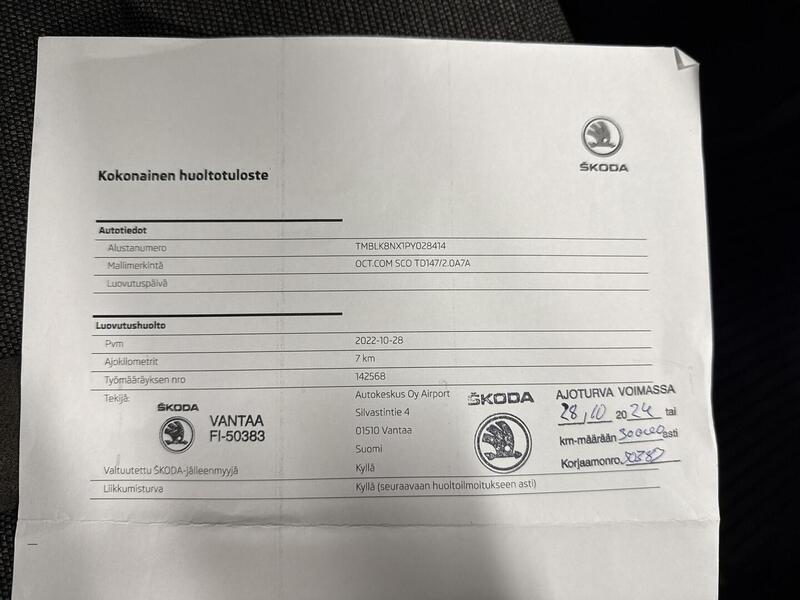 ŠKODA
Kokonainen huoltotuloste
Autotiedot
Alustanumero TMBLK8NX1PY028414
Mallimerkintä OCT.COM SCO TD147/2.0A7A
Luovutuspäivä
Luovutushuolto
Pvm 2022-10-28
Ajokilometrit 7 km
Työmääräyksen nro 142568
Tekijä: Autokeskus Oy Airport
Silvastintie 4
01510 Vantaa
Suomi
ŠKODA
VANTAA
FI-50383
ŠKODA
AJOTURVA VOIMASSA
28,10 2024 tai
km-määrään 30000 asti
Korjaamonro. 50383
Valtuutettu ŠKODA-jälleenmyyjä Kyllä
Liikkumisturva Kyllä (seuraavaan huoltoilmoitukseen asti)